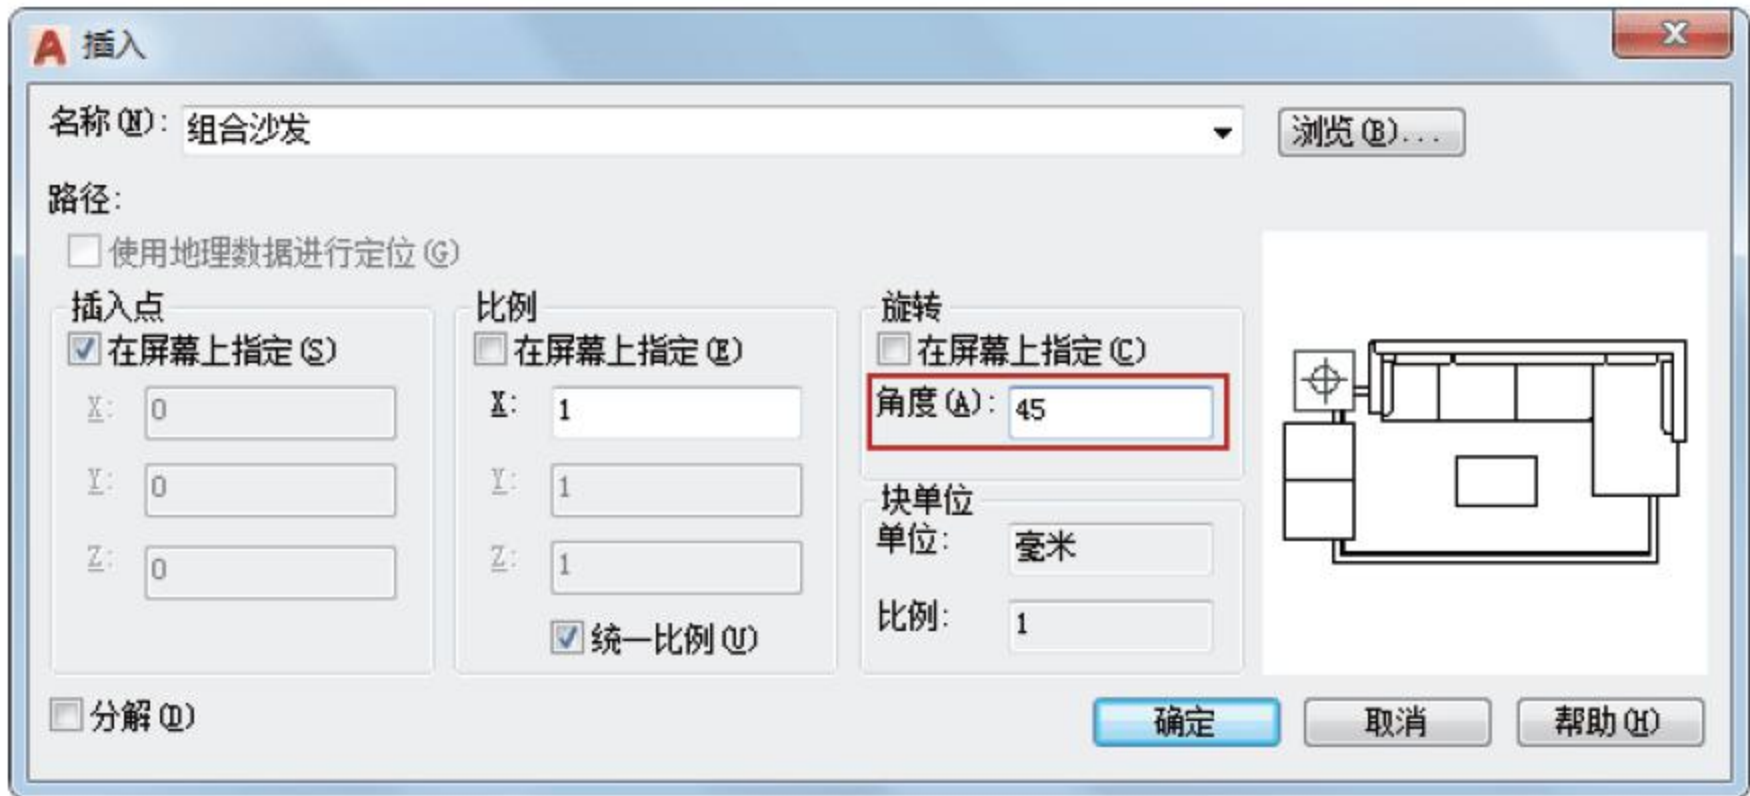 插入
名称(N): 组合沙发 浏览(B)...
路径:
使用地理数据进行定位(G)
插入点 比例 旋转
在屏幕上指定(S) 在屏幕上指定(E) 在屏幕上指定(C)
X: 0 X: 1 角度(A): 45
Y: 0 Y: 1 块单位
单位: 毫米
Z: 0 Z: 1
比例: 1
统一比例(U)
分解(D) 确定 取消 帮助(H)